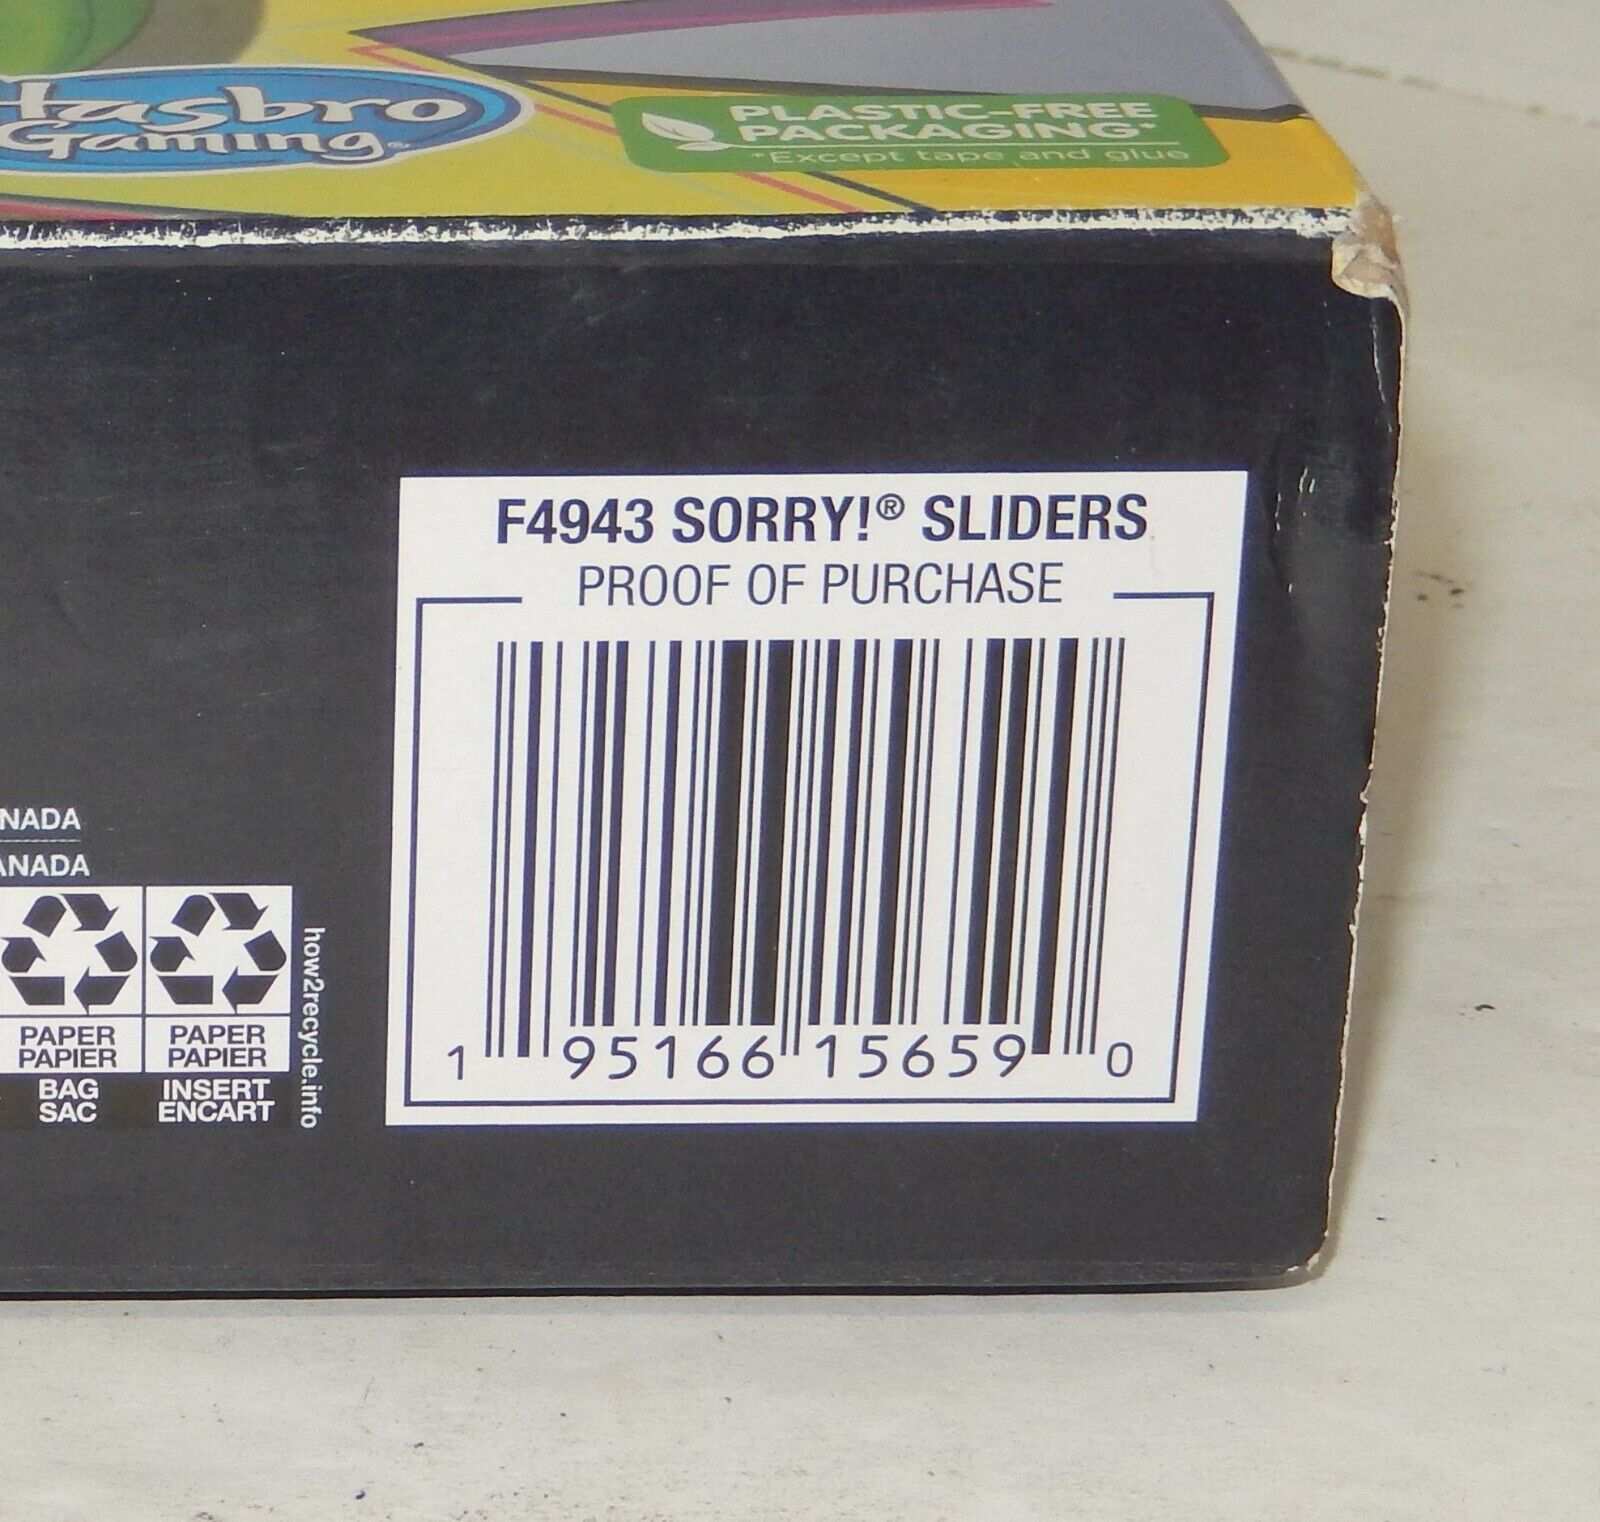 Hasbro
Gaming®
PLASTIC-FREE
PACKAGING*
*Except tape and glue
F4943 SORRY!® SLIDERS
PROOF OF PURCHASE
1 95166 15659 0
NADA
ANADA
PAPER
PAPIER
BAG
SAC
PAPER
PAPIER
INSERT
ENCART
how2recycle.info